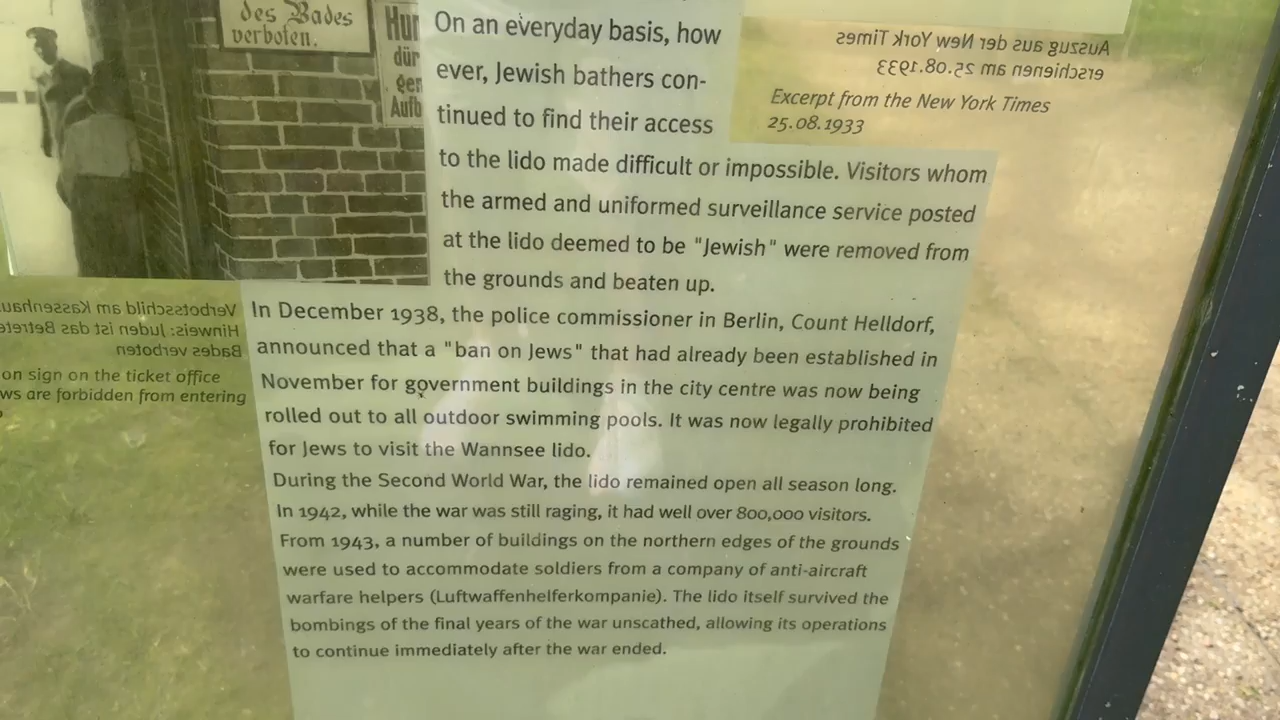 des Bades
verboten.
Hun
dür
ger
Aufb
On an everyday basis, how
ever, Jewish bathers con-
tinued to find their access
to the lido made difficult or impossible. Visitors whom
the armed and uniformed surveillance service posted
at the lido deemed to be "Jewish" were removed from
the grounds and beaten up.
Auszug aus der New York Times
erschienen am 25.08.1933
Excerpt from the New York Times
25.08.1933
Verbotsschild am Kassenhau
Hinweis: Juden ist das Betrete
Bades verboten
on sign on the ticket office
ws are forbidden from entering
In December 1938, the police commissioner in Berlin, Count Helldorf,
announced that a "ban on Jews" that had already been established in
November for government buildings in the city centre was now being
rolled out to all outdoor swimming pools. It was now legally prohibited
for Jews to visit the Wannsee lido.
During the Second World War, the lido remained open all season long.
In 1942, while the war was still raging, it had well over 800,000 visitors.
From 1943, a number of buildings on the northern edges of the grounds
were used to accommodate soldiers from a company of anti-aircraft
warfare helpers (Luftwaffenhelferkompanie). The lido itself survived the
bombings of the final years of the war unscathed, allowing its operations
to continue immediately after the war ended.